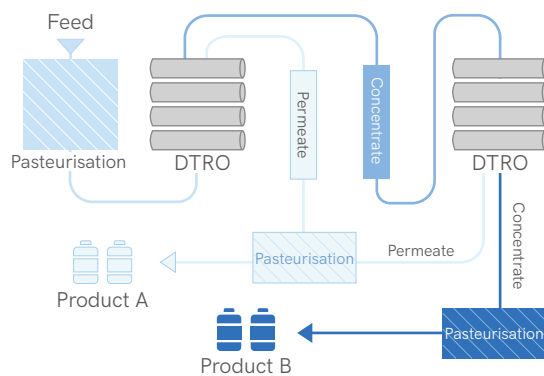 Feed
Pasteurisation
DTRO
Permeate
Concentrate
DTRO
Pasteurisation
Permeate
Concentrate
Product A
Pasteurisation
Product B